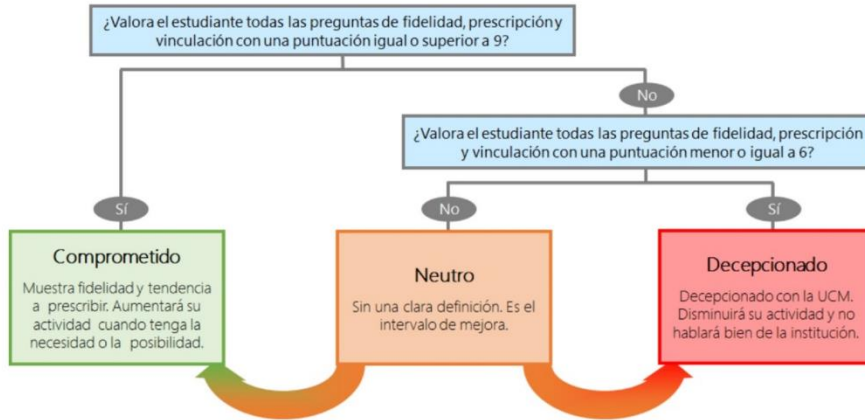 ¿Valora el estudiante todas las preguntas de fidelidad, prescripción y
vinculación con una puntuación igual o superior a 9?
No
¿Valora el estudiante todas las preguntas de fidelidad, prescripción
y vinculación con una puntuación menor o igual a 6?
Sí
No
Sí
Comprometido
Muestra fidelidad y tendencia
a prescribir. Aumentará su
actividad cuando tenga la
necesidad o la posibilidad.
Neutro
Sin una clara definición. Es el
intervalo de mejora.
Decepcionado
Decepcionado con la UCM.
Disminuirá su actividad y no
hablará bien de la institución.